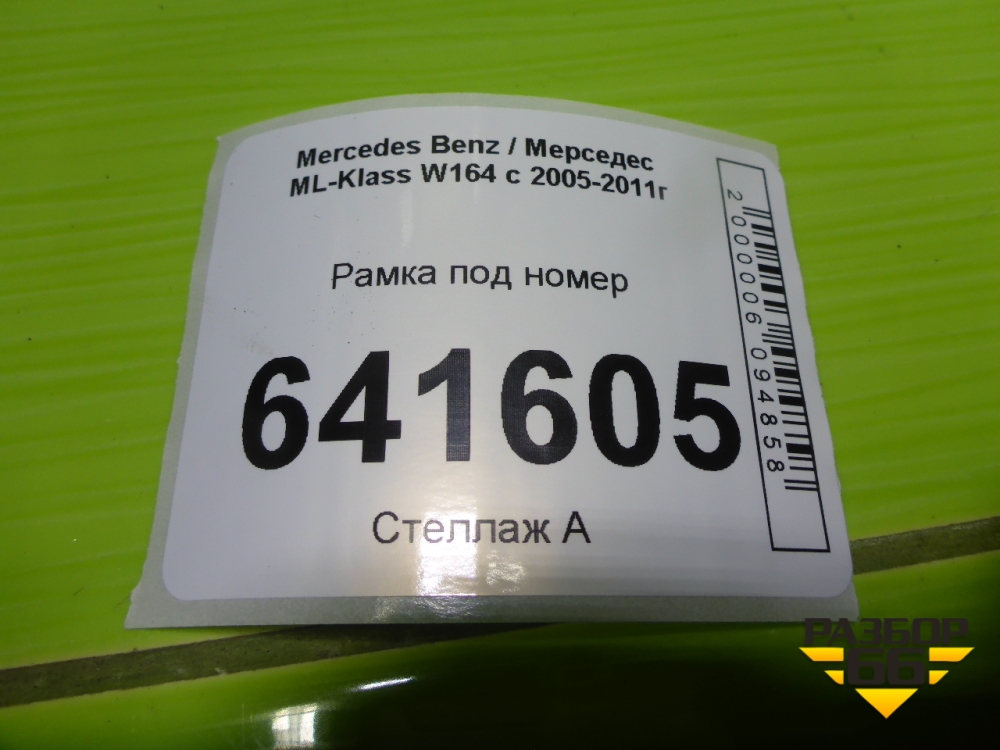 Mercedes Benz / Мерседес
ML-Klass W164 с 2005-2011г
Рамка под номер
641605
Стеллаж А
2000006094858
РАЗБОР
66